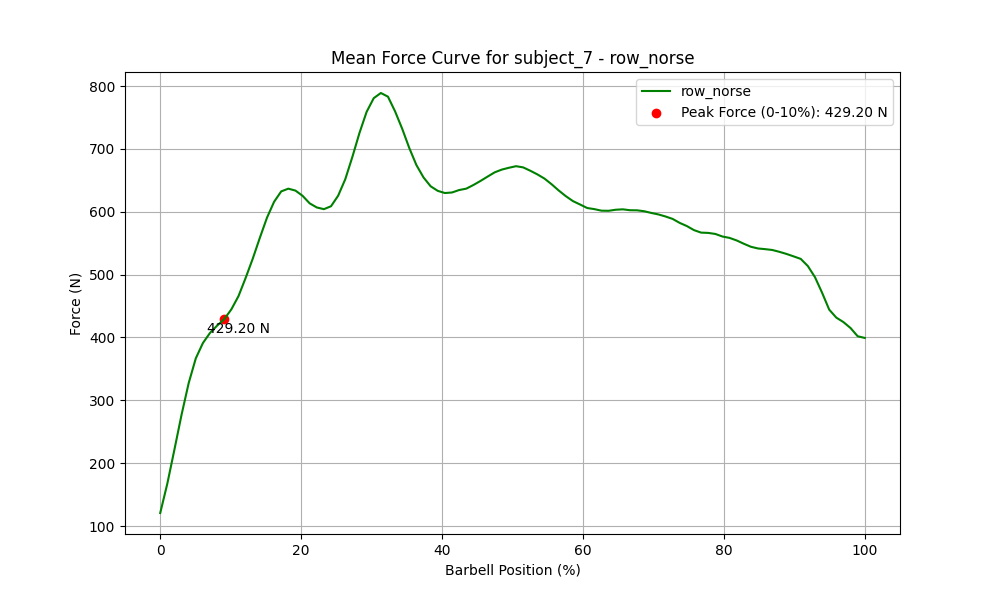 Mean Force Curve for subject_7 - row_norse
row_norse
Peak Force (0-10%): 429.20 N
800
700
600
500
400
300
200
100
Force (N)
429.20 N
0
20
40
60
80
100
Barbell Position (%)